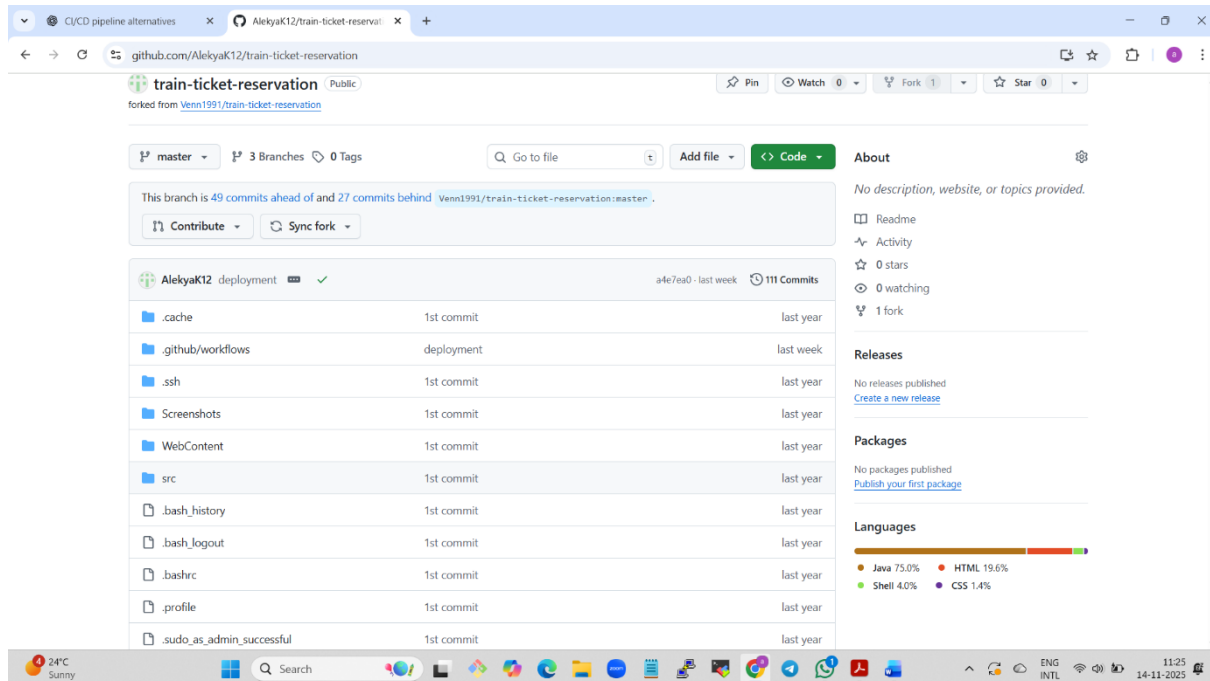 CI/CD pipeline alternatives
AlekyaK12/train-ticket-reservati
github.com/AlekyaK12/train-ticket-reservation
a
train-ticket-reservation Public
Pin
Watch 0
Fork 1
Star 0
forked from Venn1991/train-ticket-reservation
master
3 Branches
0 Tags
Go to file
t
Add file
<> Code
This branch is 49 commits ahead of and 27 commits behind Venn1991/train-ticket-reservation:master .
Contribute
Sync fork
AlekyaK12 deployment
a4e7ea0 · last week
111 Commits
.cache 1st commit last year
.github/workflows deployment last week
.ssh 1st commit last year
Screenshots 1st commit last year
WebContent 1st commit last year
src 1st commit last year
.bash_history 1st commit last year
.bash_logout 1st commit last year
.bashrc 1st commit last year
.profile 1st commit last year
.sudo_as_admin_successful 1st commit last year
About
No description, website, or topics provided.
Readme
Activity
0 stars
0 watching
1 fork
Releases
No releases published
Create a new release
Packages
No packages published
Publish your first package
Languages
Java 75.0% HTML 19.6%
Shell 4.0% CSS 1.4%
4
24°C
Sunny
Search
zoom
a
1
ENG
INTL
11:25
14-11-2025